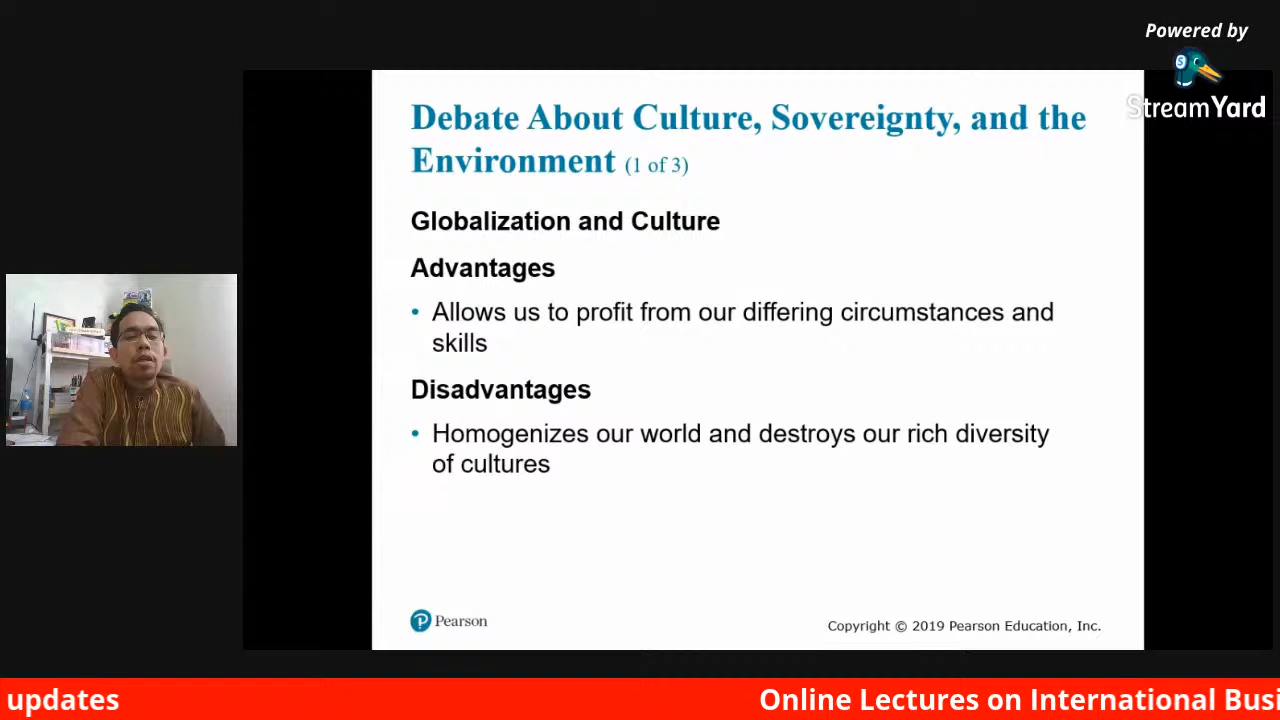 Powered by
StreamYard
Debate About Culture, Sovereignty, and the
Environment (1 of 3)
Globalization and Culture
Advantages
• Allows us to profit from our differing circumstances and
skills
Disadvantages
• Homogenizes our world and destroys our rich diversity
of cultures
Pearson
Copyright © 2019 Pearson Education, Inc.
updates
Online Lectures on International Busi